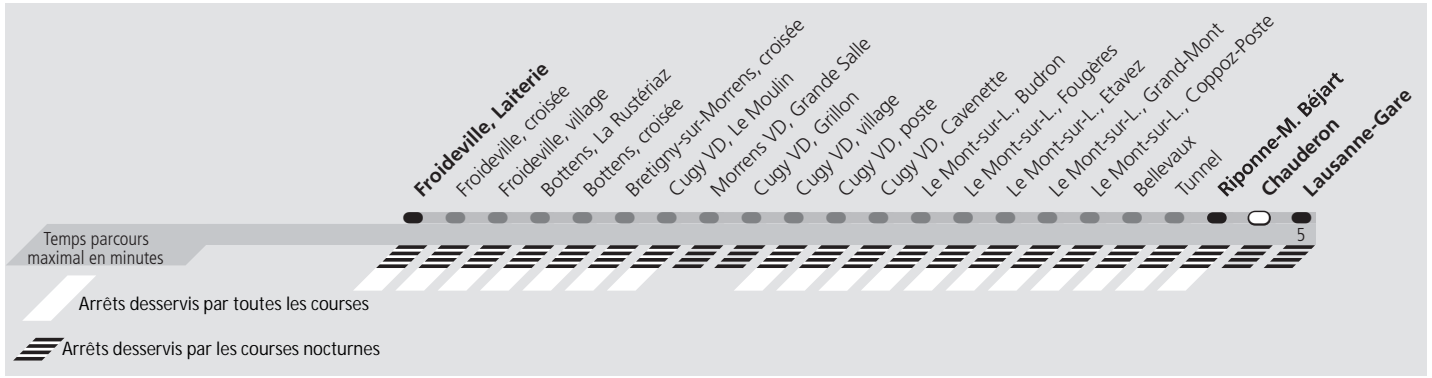 Froideville, Laiterie
Froideville, croisée
Froideville, village
Bottens, La Rustériaz
Bottens, croisée
Bretigny-sur-Morrens, croisée
Cugy VD, Le Moulin
Morrens VD, Grande Salle
Cugy VD, Grillon
Cugy VD, village
Cugy VD, poste
Cugy VD, Cavenette
Le Mont-sur-L., Budron
Le Mont-sur-L., Fougères
Le Mont-sur-L., Etavez
Le Mont-sur-L., Grand-Mont
Le Mont-sur-L., Coppoz-Poste
Bellevaux
Tunnel
Riponne-M. Béjart
Chauderon
Lausanne-Gare
Temps parcours
maximal en minutes
5
Arrêts desservis par toutes les courses
Arrêts desservis par les courses nocturnes